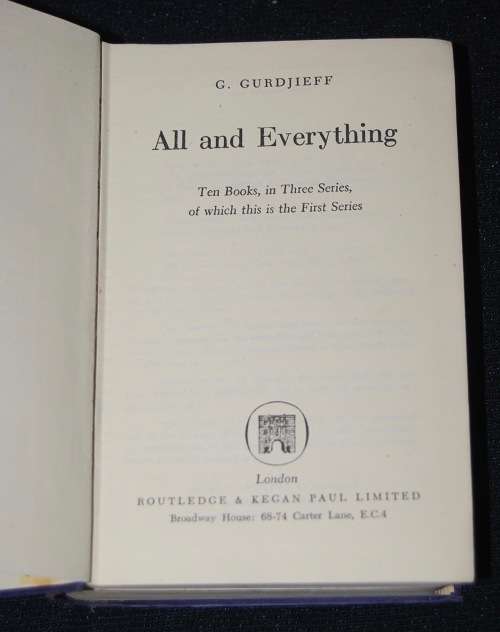 G. GURDJIEFF
All and Everything
Ten Books, in Three Series,
of which this is the First Series
London
ROUTLEDGE & KEGAN PAUL LIMITED
Broadway House: 68-74 Carter Lane, E.C.4